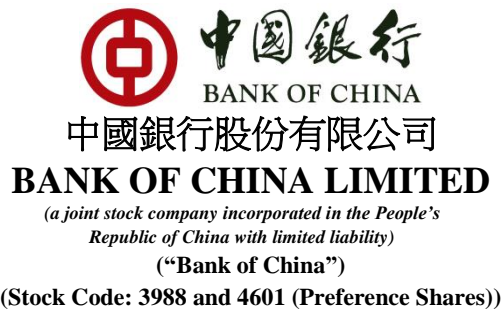 中國銀行
BANK OF CHINA
中國銀行股份有限公司
BANK OF CHINA LIMITED
(a joint stock company incorporated in the People’s
Republic of China with limited liability)
(“Bank of China”)
(Stock Code: 3988 and 4601 (Preference Shares))